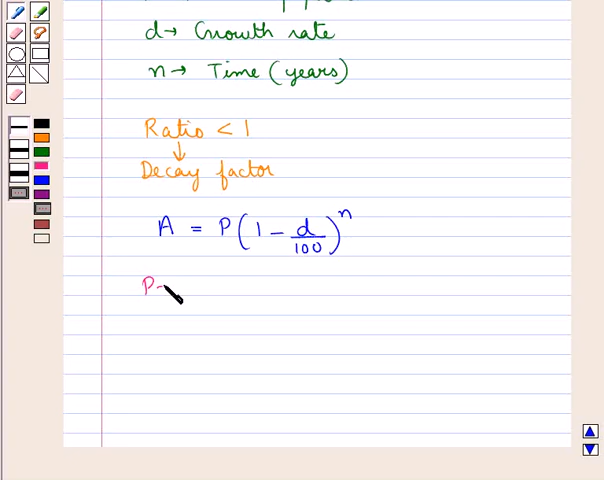 d→ Growth rate
n→ Time (years)
Ratio < 1
↓
Decay factor
A = P(1 - d/100)^n
P-